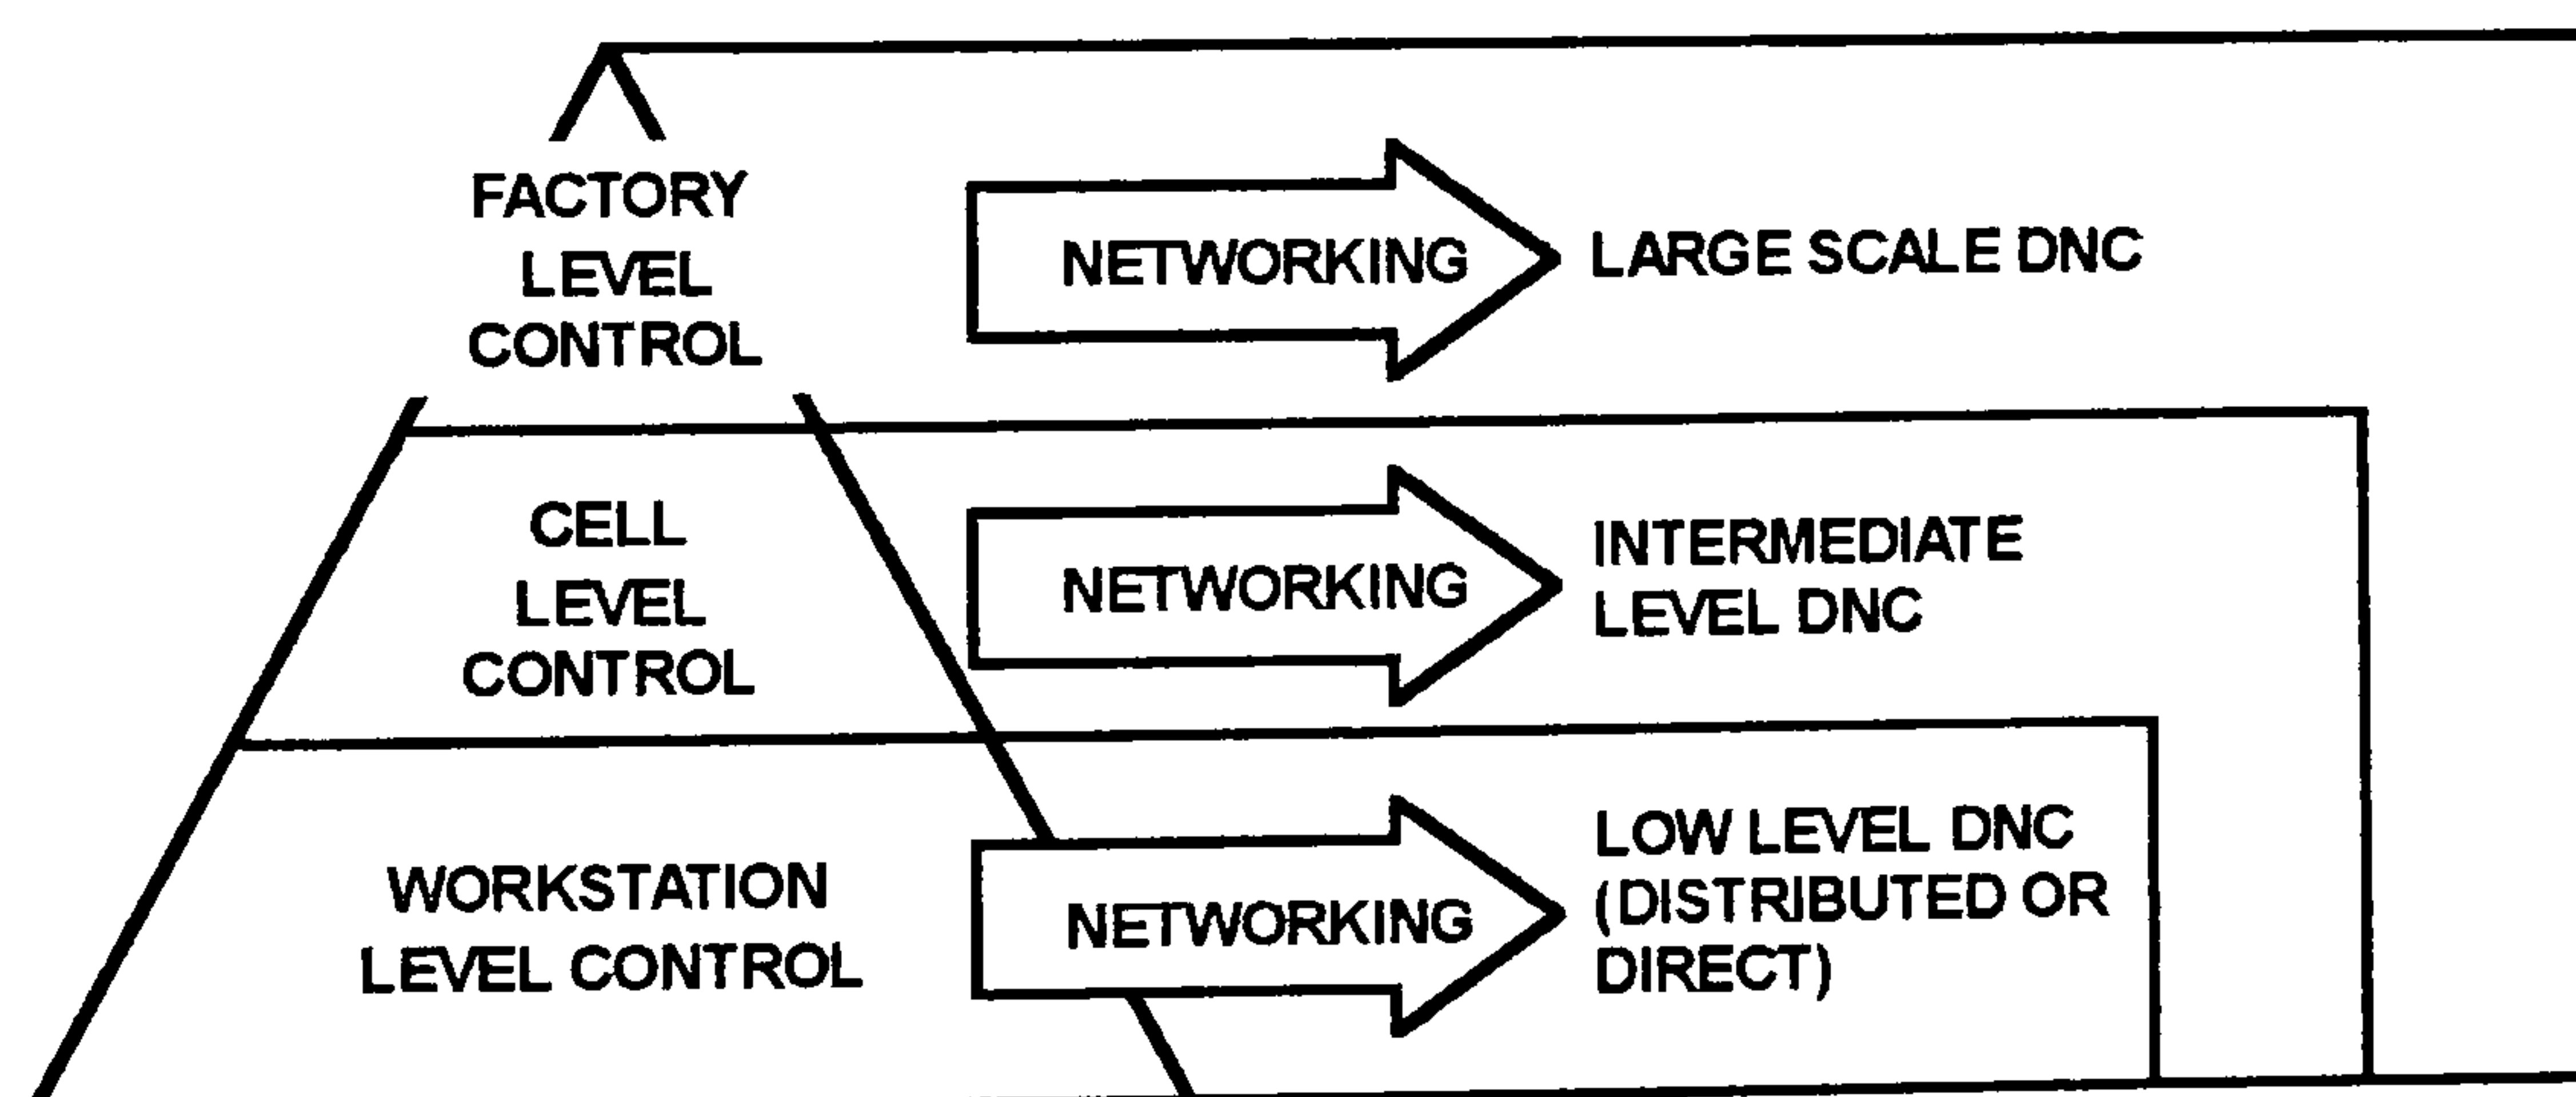 FACTORY
LEVEL
CONTROL
NETWORKING
LARGE SCALE DNC
CELL
LEVEL
CONTROL
NETWORKING
INTERMEDIATE
LEVEL DNC
WORKSTATION
LEVEL CONTROL
NETWORKING
LOW LEVEL DNC
(DISTRIBUTED OR
DIRECT)